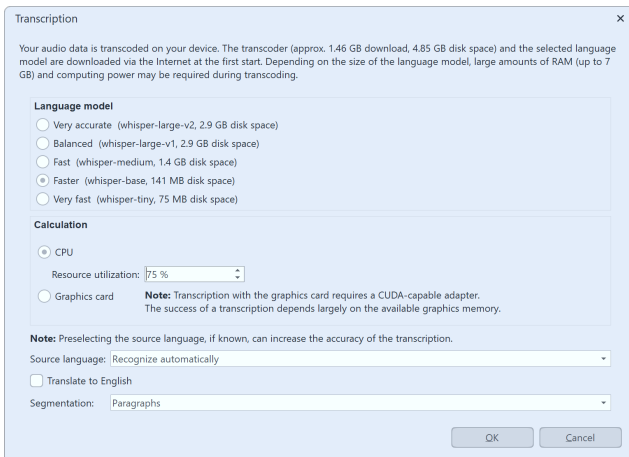 Transcription
Your audio data is transcoded on your device. The transcoder (approx. 1.46 GB download, 4.85 GB disk space) and the selected language
model are downloaded via the Internet at the first start. Depending on the size of the language model, large amounts of RAM (up to 7
GB) and computing power may be required during transcoding.
Language model
Very accurate (whisper-large-v2, 2.9 GB disk space)
Balanced (whisper-large-v1, 2.9 GB disk space)
Fast (whisper-medium, 1.4 GB disk space)
Faster (whisper-base, 141 MB disk space)
Very fast (whisper-tiny, 75 MB disk space)
Calculation
CPU
Resource utilization: 75 %
Graphics card Note: Transcription with the graphics card requires a CUDA-capable adapter.
The success of a transcription depends largely on the available graphics memory.
Note: Preselecting the source language, if known, can increase the accuracy of the transcription.
Source language: Recognize automatically
Translate to English
Segmentation: Paragraphs
OK Cancel